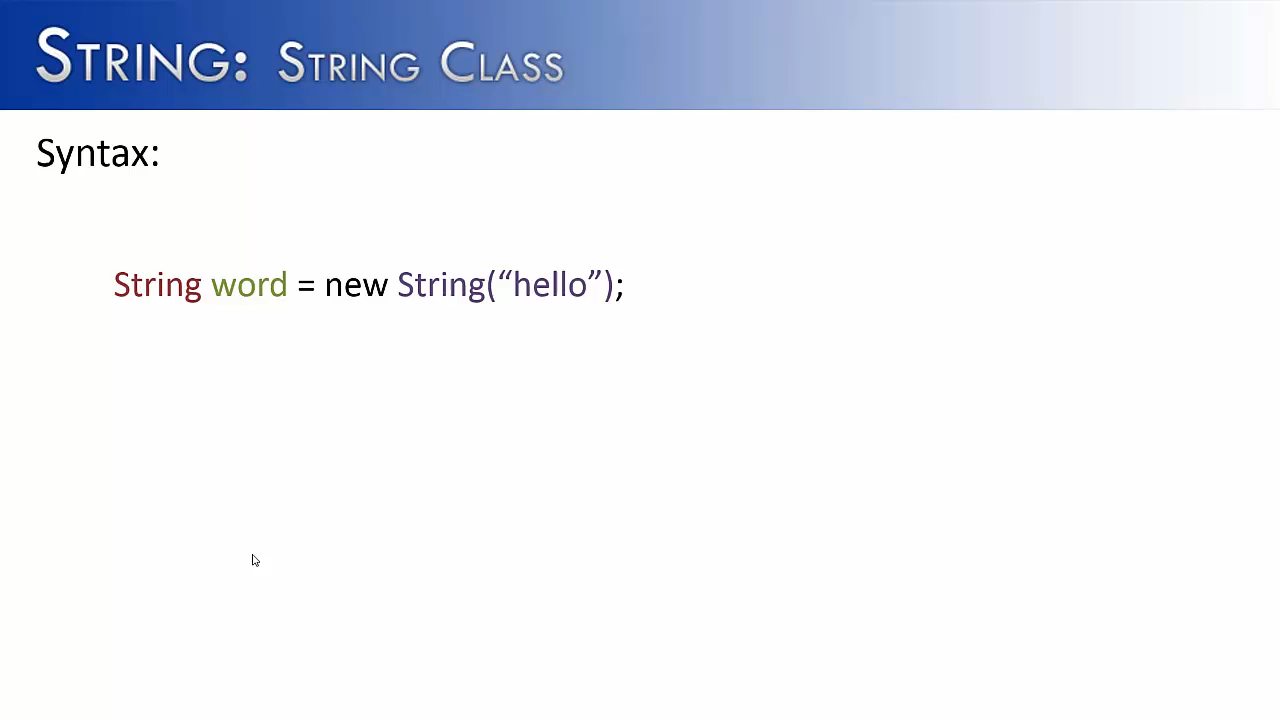 STRING: STRING CLASS
Syntax:
String word = new String(“hello”);